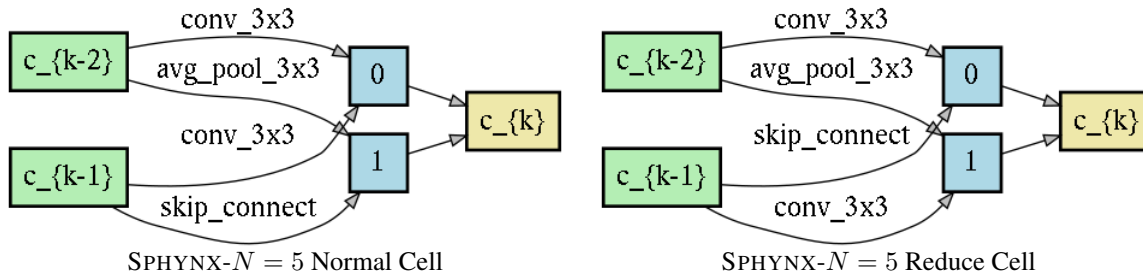 conv_3x3
c_{k-2}
0
avg_pool_3x3
c_{k}
conv_3x3
1
c_{k-1}
skip_connect
SPHYNX-N = 5 Normal Cell
conv_3x3
c_{k-2}
0
avg_pool_3x3
c_{k}
skip_connect
1
c_{k-1}
conv_3x3
SPHYNX-N = 5 Reduce Cell